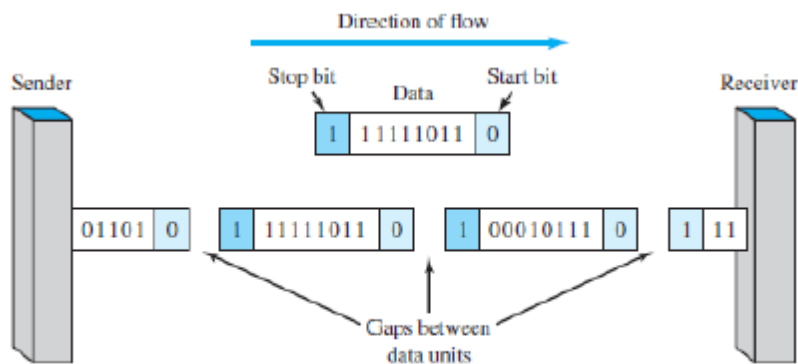 Direction of flow
Sender
Stop bit
Start bit
Receiver
Data
1 11111011 0
01101 0 1 11111011 0 1 00010111 0 1 11
Gaps between
data units